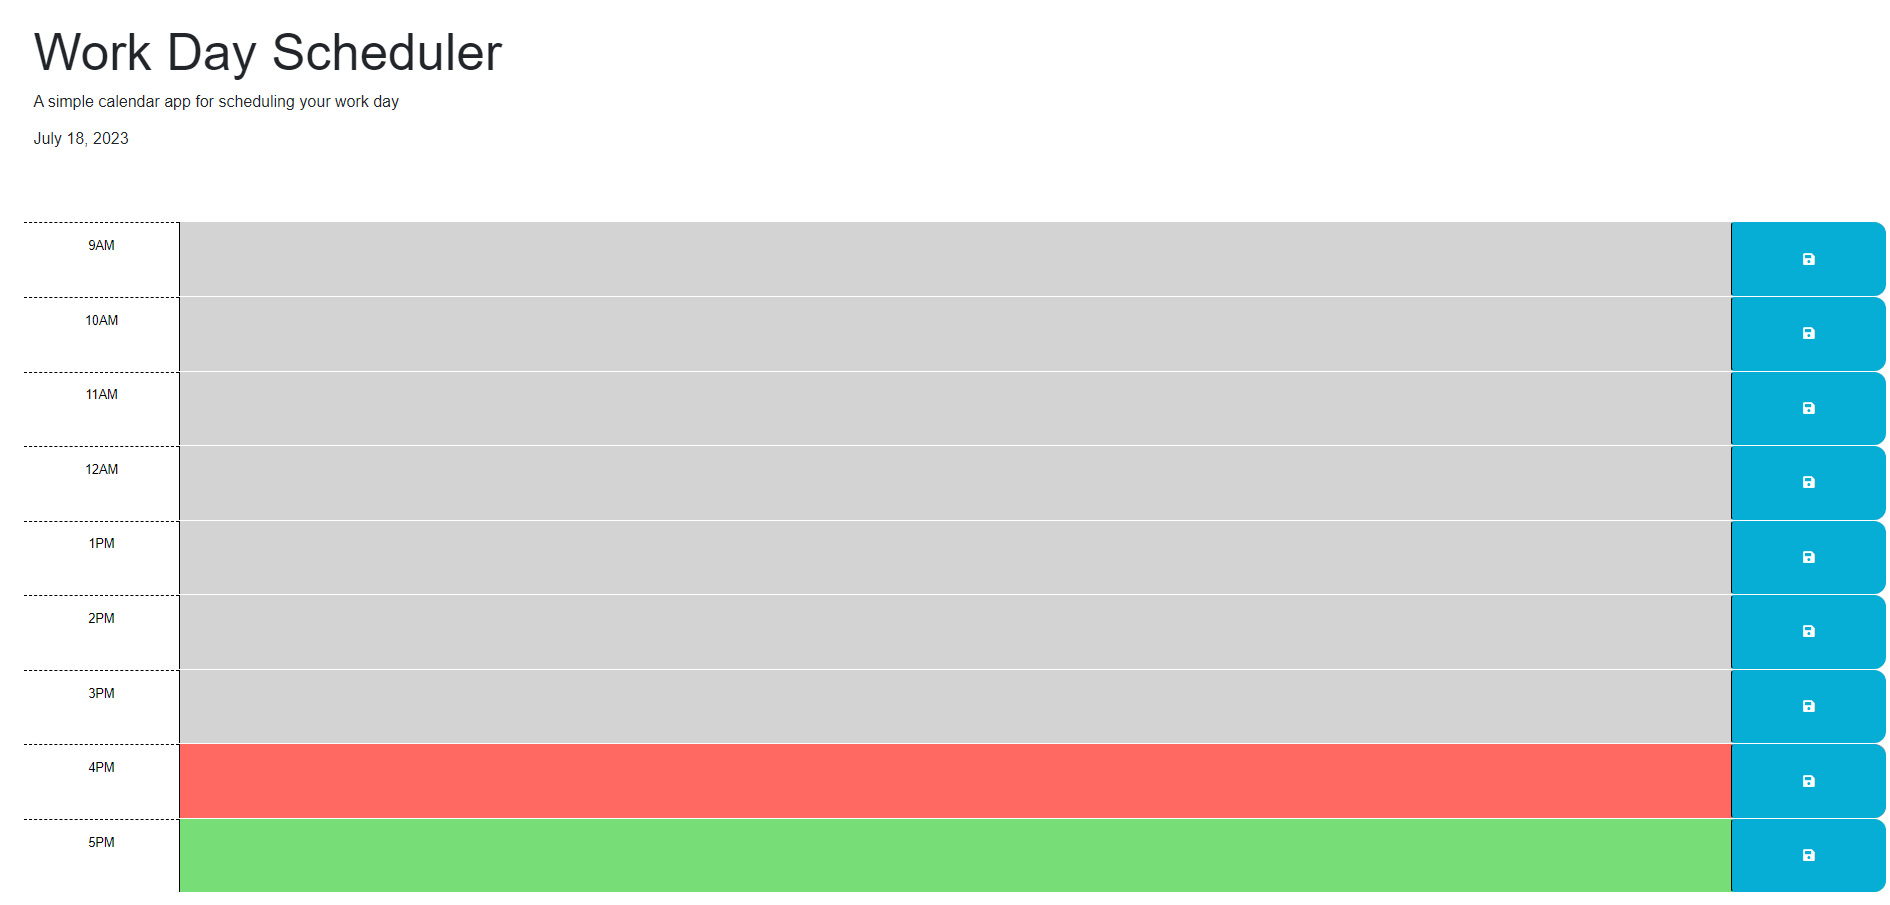 Work Day Scheduler
A simple calendar app for scheduling your work day
July 18, 2023
9AM
10AM
11AM
12AM
1PM
2PM
3PM
4PM
5PM